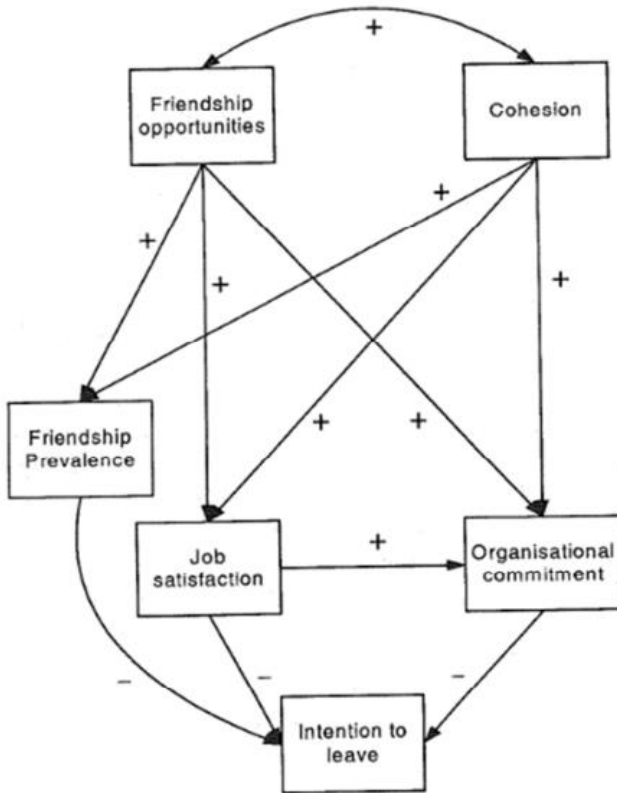 +
Friendship
opportunities
Cohesion
+
+
+
+
Friendship
Prevalence
+
+
Job
satisfaction
+
Organisational
commitment
–
–
–
Intention to
leave